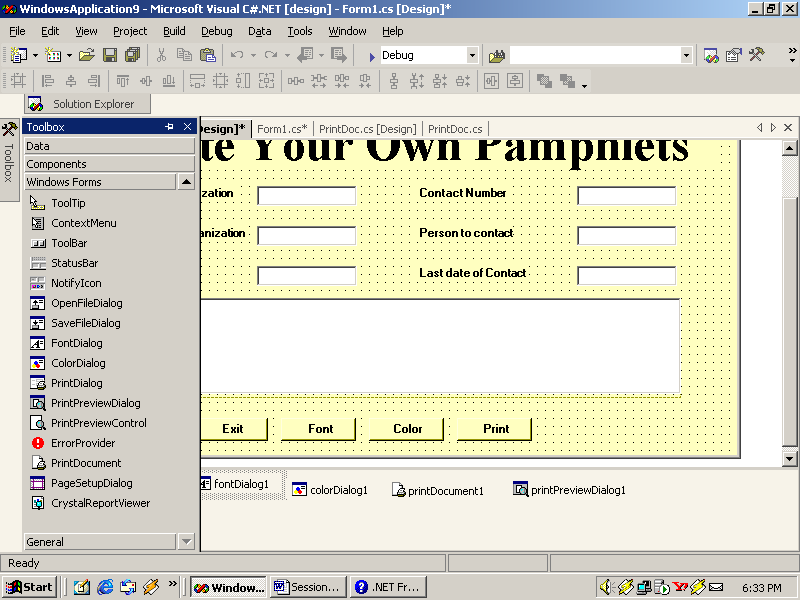 WindowsApplication9 - Microsoft Visual C#.NET [design] - Form1.cs [Design]*
File Edit View Project Build Debug Data Tools Window Help
Debug
Solution Explorer
Toolbox
Toolbox
Design]* Form1.cs* PrintDoc.cs [Design] PrintDoc.cs
Data
Components
Windows Forms
ToolTip
ContextMenu
ToolBar
StatusBar
NotifyIcon
OpenFileDialog
SaveFileDialog
FontDialog
ColorDialog
PrintDialog
PrintPreviewDialog
PrintPreviewControl
ErrorProvider
PrintDocument
PageSetupDialog
CrystalReportViewer
General
te Your Own Pamphlets
zation Contact Number
anization Person to contact
Last date of Contact
Exit Font Color Print
fontDialog1 colorDialog1 printDocument1 printPreviewDialog1
Ready
Start Window... Session... .NET Fr... 6:33 PM